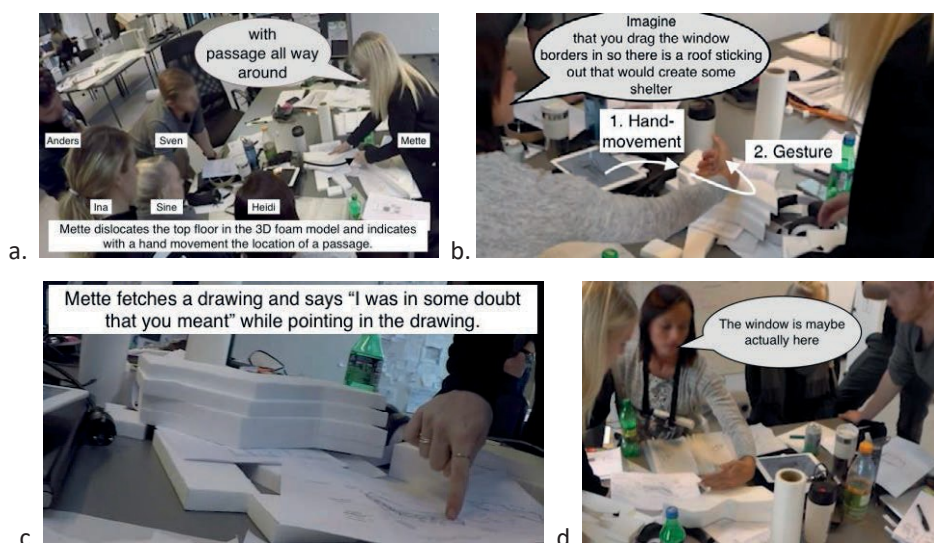 with
passage all way
around
Anders
Sven
Mette
Ina
Sine
Heidi
Mette dislocates the top floor in the 3D foam model and indicates
with a hand movement the location of a passage.
a.
Imagine
that you drag the window
borders in so there is a roof sticking
out that would create some
shelter
1. Hand-
movement
2. Gesture
b.
Mette fetches a drawing and says “I was in some doubt
that you meant” while pointing in the drawing.
c.
The window is maybe
actually here
d.